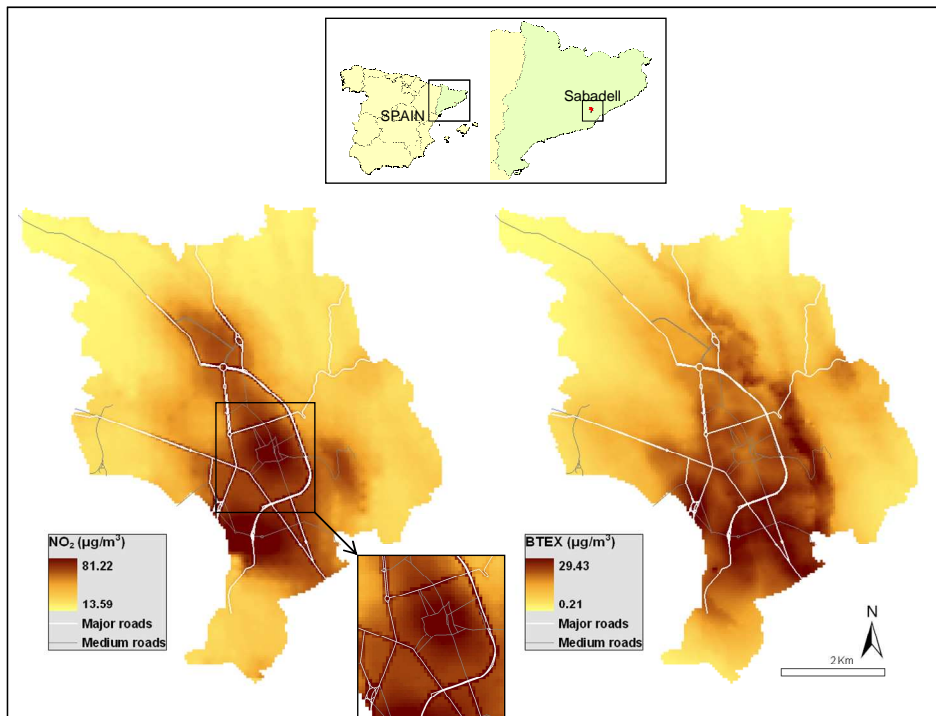 Sabadell
SPAIN
NO₂ (µg/m³)
81.22
13.59
Major roads
Medium roads
BTEX (µg/m³)
29.43
0.21
Major roads
Medium roads
N
2 Km